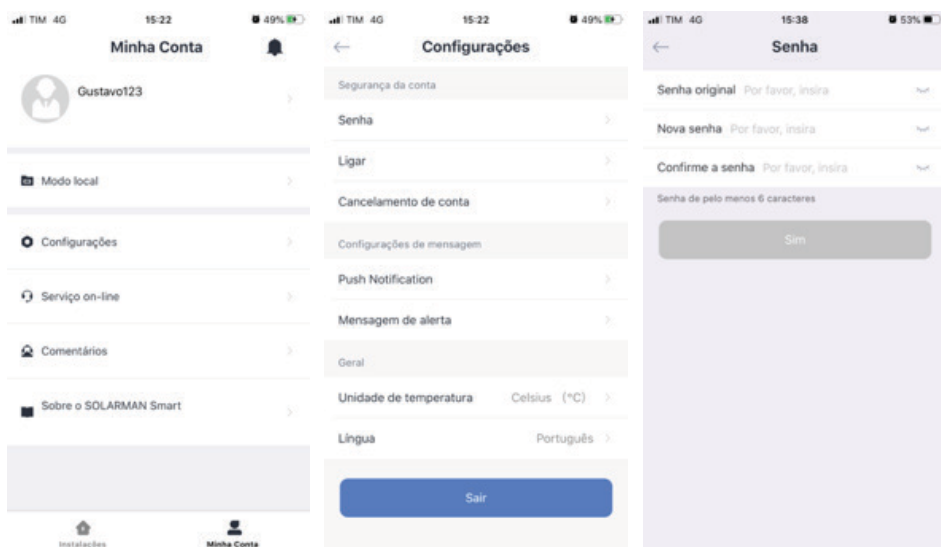 TIM 4G 15:22 49%
Minha Conta
Gustavo123
Modo local
Configurações
Serviço on-line
Comentários
Sobre o SOLARMAN Smart
Instalações Minha Conta
TIM 4G 15:22 49%
Configurações
Segurança da conta
Senha
Ligar
Cancelamento de conta
Configurações de mensagem
Push Notification
Mensagem de alerta
Geral
Unidade de temperatura Celsius (°C)
Língua Português
Sair
TIM 4G 15:38 53%
Senha
Senha original Por favor, insira
Nova senha Por favor, insira
Confirme a senha Por favor, insira
Senha de pelo menos 6 caracteres
Sim